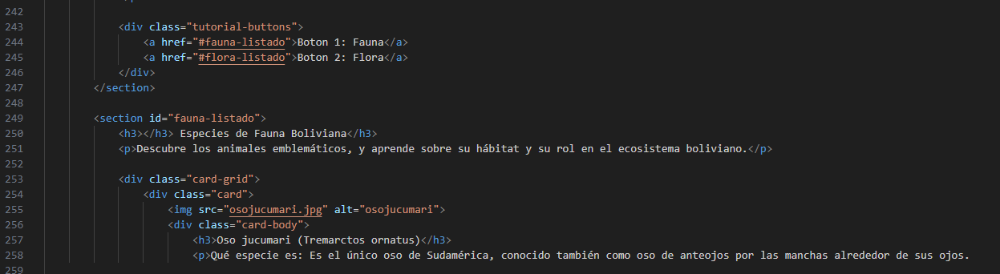 242
243 <div class="tutorial-buttons">
244 <a href="#fauna-listado">Boton 1: Fauna</a>
245 <a href="#flora-listado">Boton 2: Flora</a>
246 </div>
247 </section>
248
249 <section id="fauna-listado">
250 <h3></h3> Especies de Fauna Boliviana</h3>
251 <p>Descubre los animales emblemáticos, y aprende sobre su hábitat y su rol en el ecosistema boliviano.</p>
252
253 <div class="card-grid">
254 <div class="card">
255 <img src="osojucumari.jpg" alt="osojucumari">
256 <div class="card-body">
257 <h3>Oso jucumari (Tremarctos ornatus)</h3>
258 <p>Qué especie es: Es el único oso de Sudamérica, conocido también como oso de anteojos por las manchas alrededor de sus ojos.
259